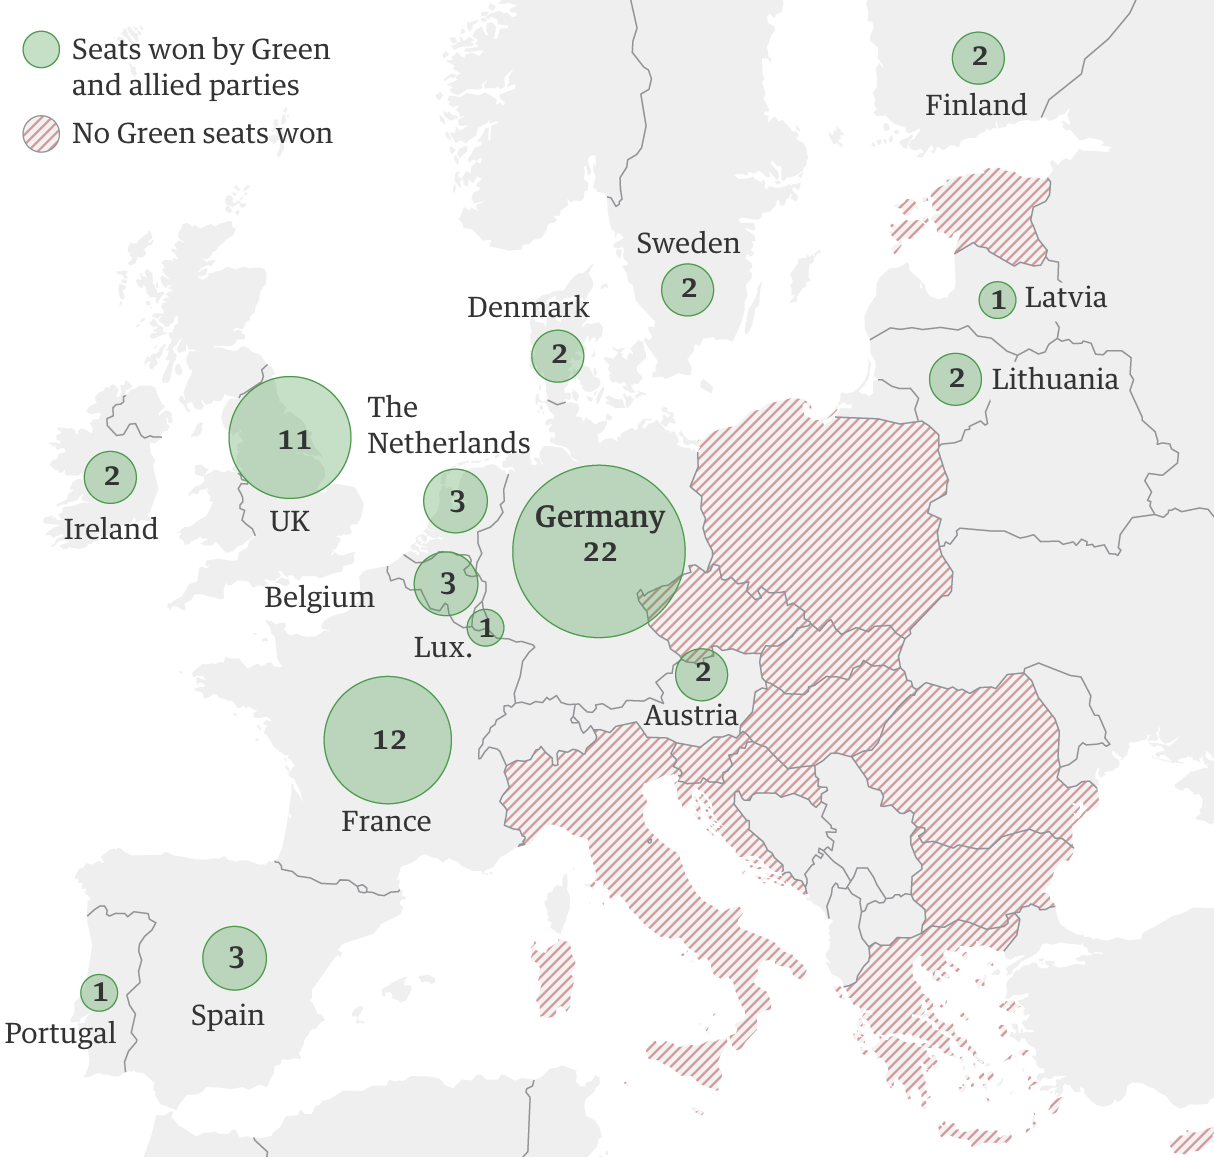 Seats won by Green
and allied parties
No Green seats won
2
Finland
Sweden
2
1 Latvia
Denmark
2
2 Lithuania
The
Netherlands
11
UK
2
Ireland
3
Germany
22
3
Belgium
1
Lux.
2
Austria
12
France
3
Spain
1
Portugal